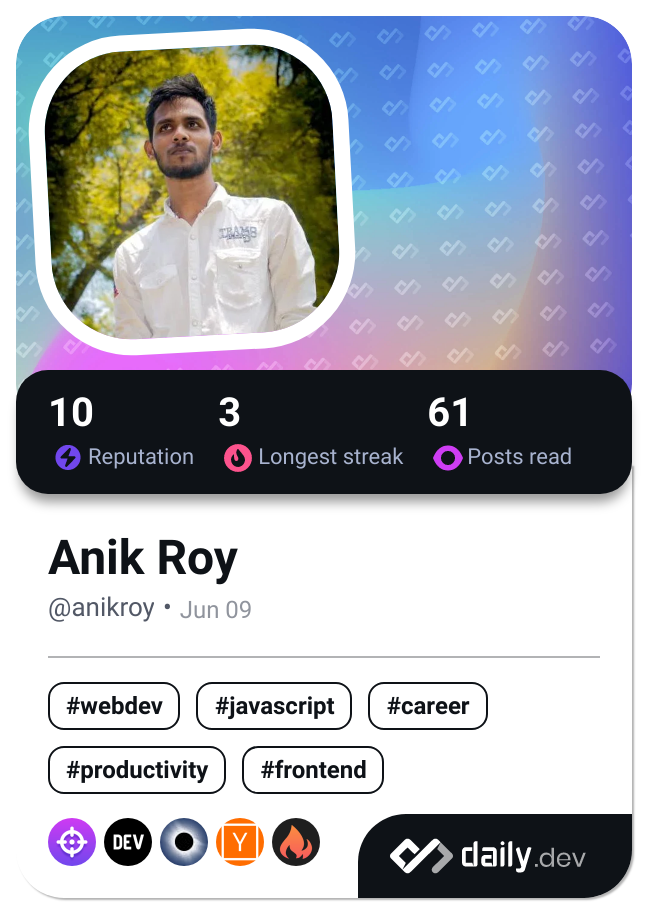 10 3 61
Reputation Longest streak Posts read
Anik Roy
@anikroy • Jun 09
#webdev #javascript #career
#productivity #frontend
DEV Y
daily.dev